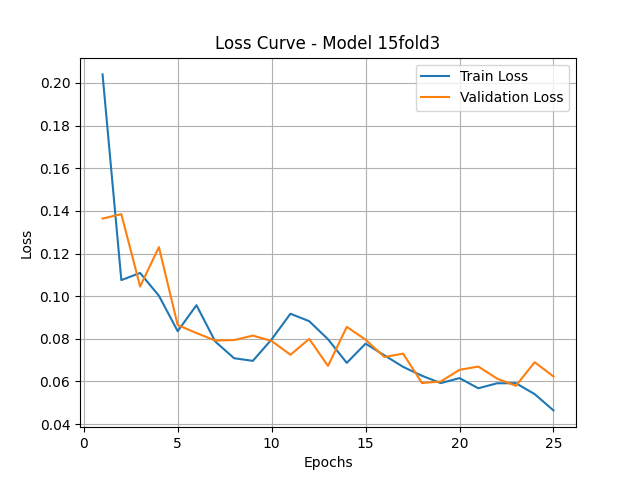 Loss Curve - Model 15fold3
Train Loss
Validation Loss
0.20
0.18
0.16
0.14
0.12
0.10
0.08
0.06
0.04
Loss
0 5 10 15 20 25
Epochs